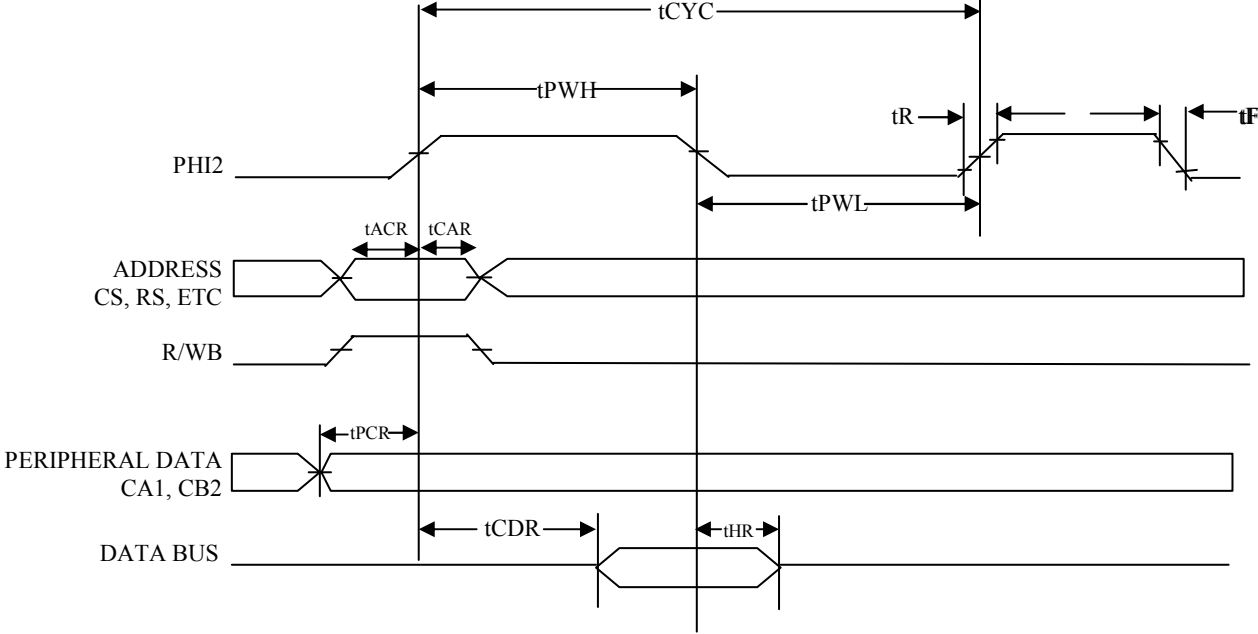 tCYC
tPWH
tR
tF
PHI2
tPWL
tACR
tCAR
ADDRESS
CS, RS, ETC
R/WB
tPCR
PERIPHERAL DATA
CA1, CB2
tCDR
tHR
DATA BUS